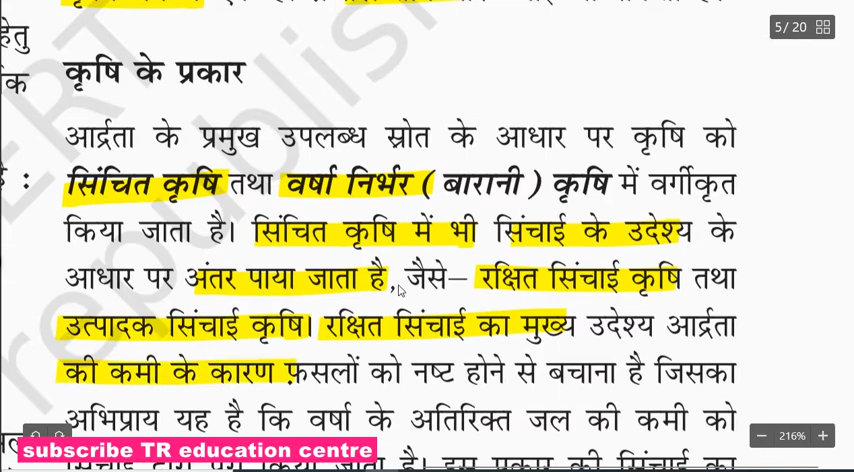 हेतु
5/20
क
कृषि के प्रकार
आर्द्रता के प्रमुख उपलब्ध स्रोत के आधार पर कृषि को
सिंचित कृषि तथा वर्षा निर्भर ( बारानी ) कृषि में वर्गीकृत
किया जाता है। सिंचित कृषि में भी सिंचाई के उदेश्य के
आधार पर अंतर पाया जाता है, जैसे– रक्षित सिंचाई कृषि तथा
उत्पादक सिंचाई कृषि। रक्षित सिंचाई का मुख्य उदेश्य आर्द्रता
की कमी के कारण फ़सलों को नष्ट होने से बचाना है जिसका
अभिप्राय यह है कि वर्षा के अतिरिक्त जल की कमी को
216%
subscribe TR education centre
republish